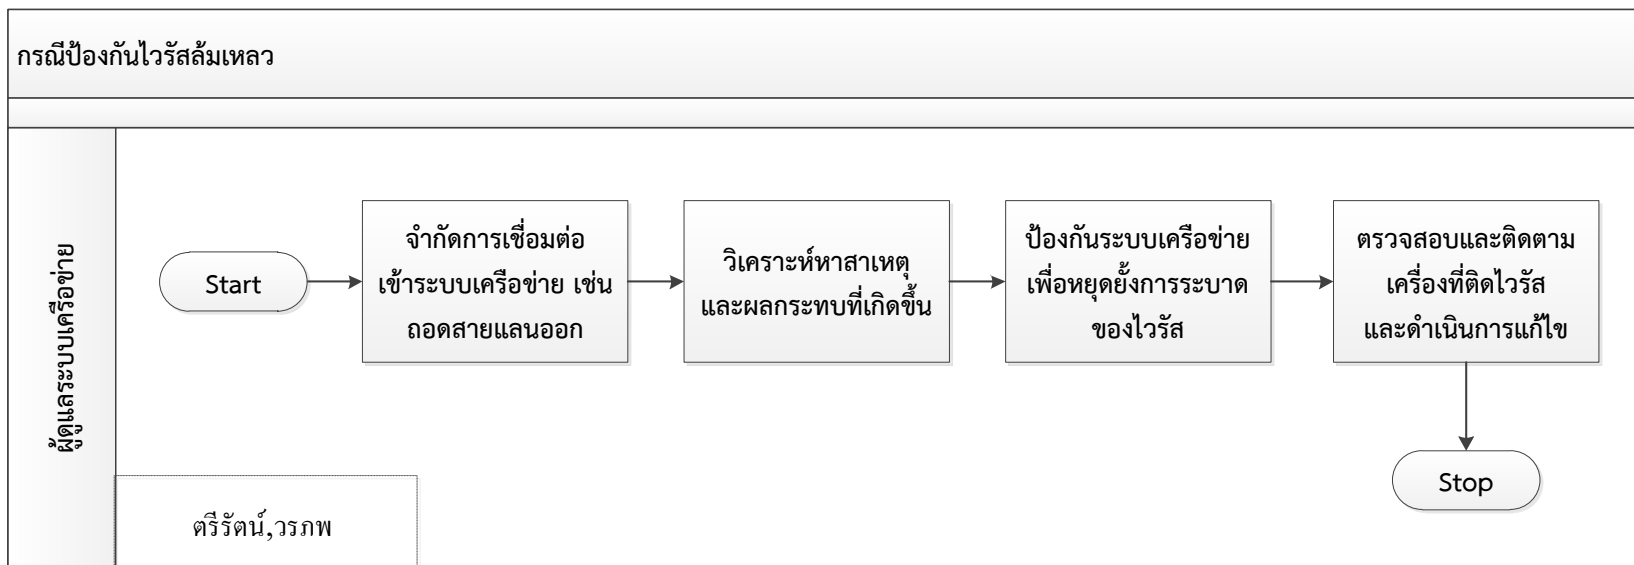 กรณีป้องกันไวรัสล้มเหลว
ผู้ดูแลระบบเครือข่าย
Start
จำกัดการเชื่อมต่อ
เข้าระบบเครือข่าย เช่น
ถอดสายแลนออก
วิเคราะห์หาสาเหตุ
และผลกระทบที่เกิดขึ้น
ป้องกันระบบเครือข่าย
เพื่อหยุดยั้งการระบาด
ของไวรัส
ตรวจสอบและติดตาม
เครื่องที่ติดไวรัส
และดำเนินการแก้ไข
Stop
ตรีรัตน์,วรภพ